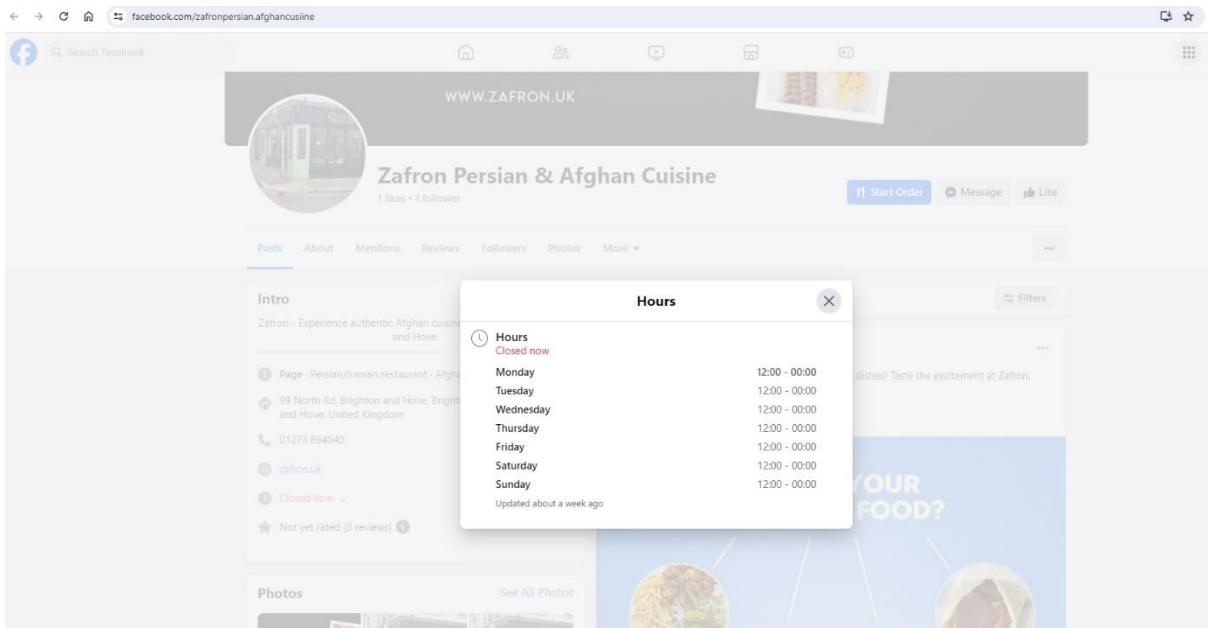 facebook.com/zafronpersian.afghancusiine
Search Facebook
WWW.ZAFRON.UK
Zafron Persian & Afghan Cuisine
1 likes • 1 follower
Start Order
Message
Like
Posts
About
Mentions
Reviews
Followers
Photos
More
Intro
Zafron - Experience authentic Afghan cuisine
and Hove.
Page · Persian/Iranian restaurant · Afgha
99 North Rd, Brighton and Hove, Bright
and Hove, United Kingdom
01273 694040
zafron.uk
Closed now
Not yet rated (0 reviews)
Photos
See All Photos
Hours
Hours
Closed now
Monday 12:00 - 00:00
Tuesday 12:00 - 00:00
Wednesday 12:00 - 00:00
Thursday 12:00 - 00:00
Friday 12:00 - 00:00
Saturday 12:00 - 00:00
Sunday 12:00 - 00:00
Updated about a week ago
Filters
dishes! Taste the excitement at Zafron.
YOUR
FOOD?